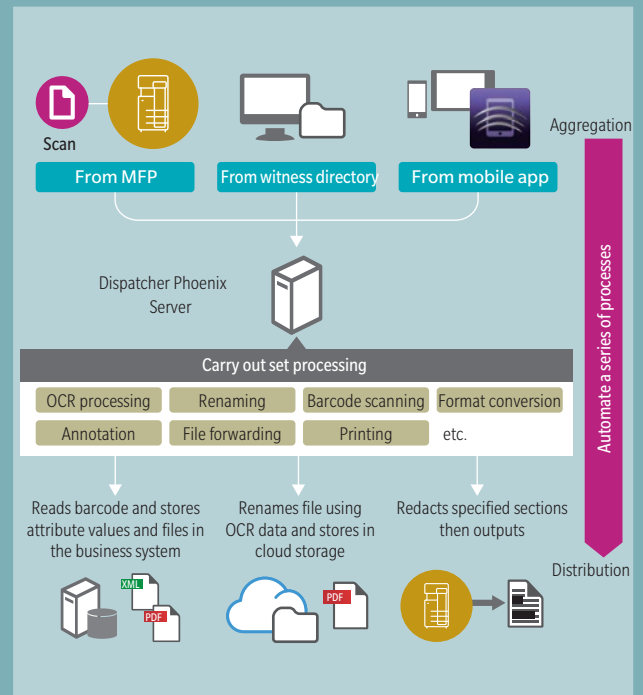 Scan
Aggregation
From MFP
From witness directory
From mobile app
Dispatcher Phoenix
Server
Carry out set processing
OCR processing
Renaming
Barcode scanning
Format conversion
Annotation
File forwarding
Printing
etc.
Automate a series of processes
Reads barcode and stores
attribute values and files in
the business system
Renames file using
OCR data and stores in
cloud storage
Redacts specified sections
then outputs
Distribution
XML
PDF
PDF